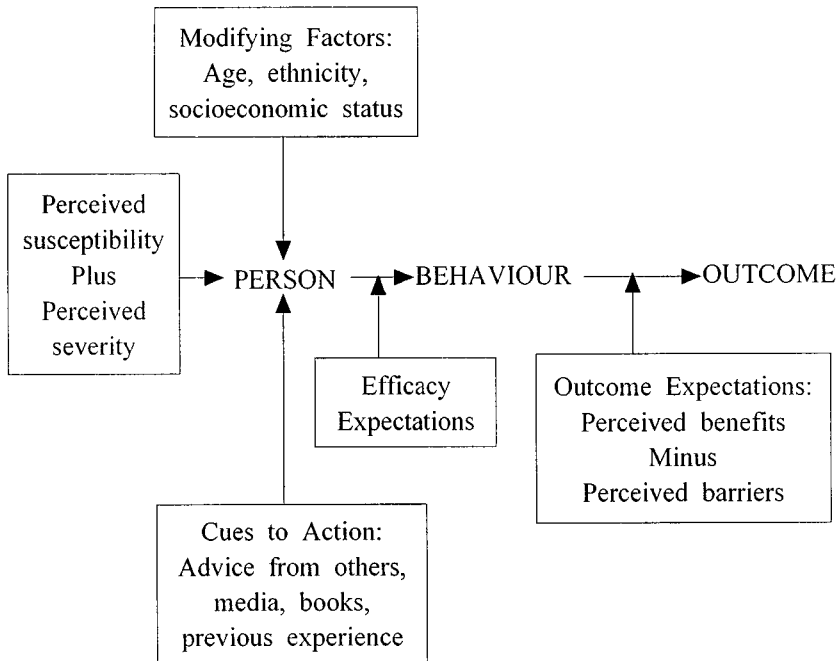 Modifying Factors:
Age, ethnicity,
socioeconomic status
Perceived
susceptibility
Plus
Perceived
severity
PERSON
BEHAVIOUR
OUTCOME
Efficacy
Expectations
Outcome Expectations:
Perceived benefits
Minus
Perceived barriers
Cues to Action:
Advice from others,
media, books,
previous experience